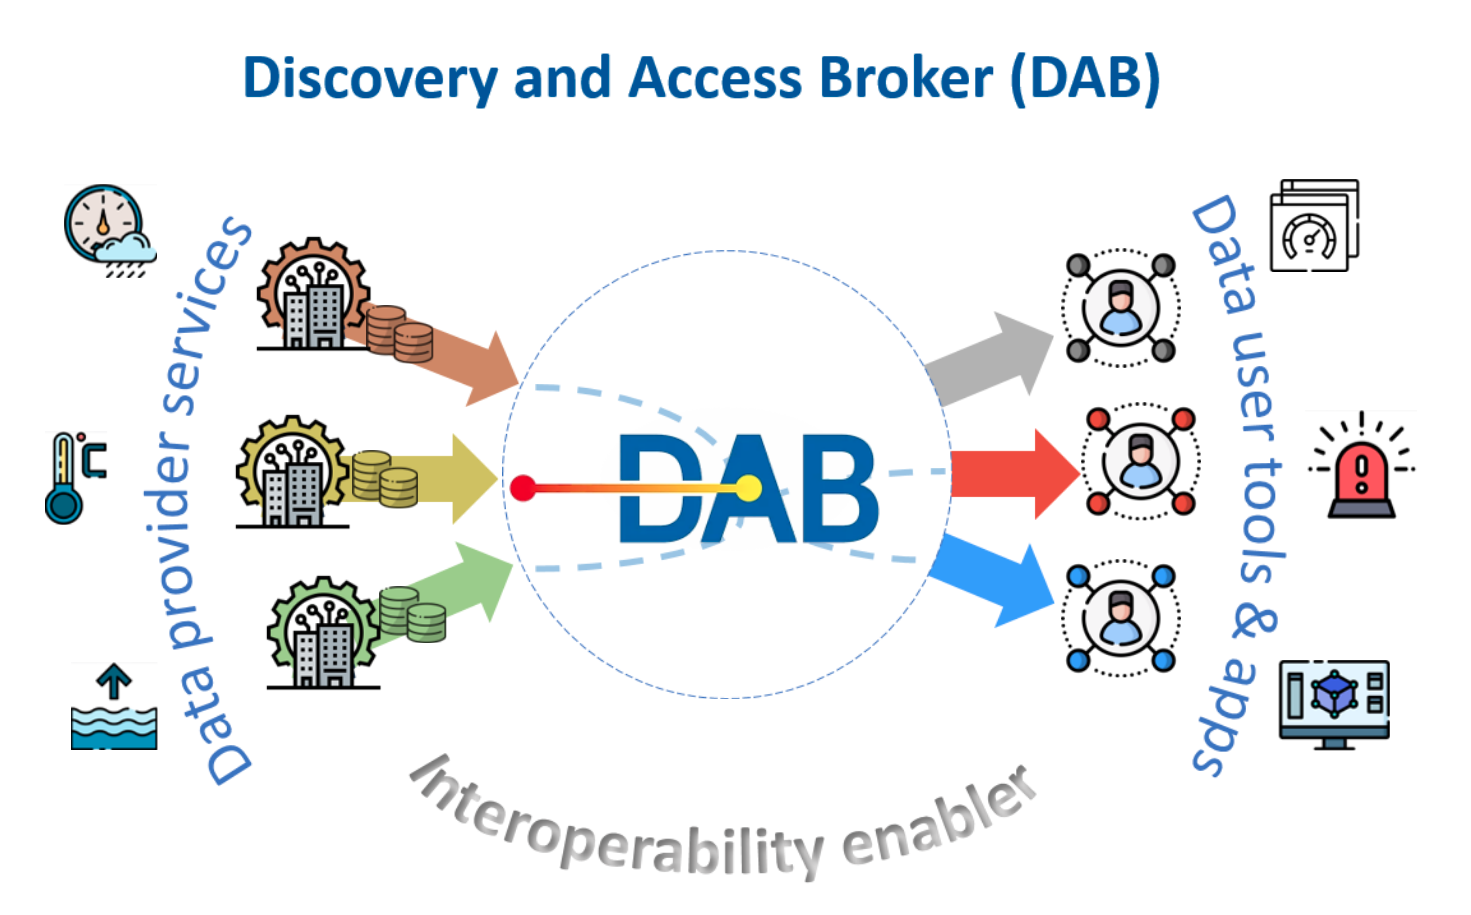 Discovery and Access Broker (DAB)
Data provider services
DAB
Data user tools & apps
Interoperability enabler